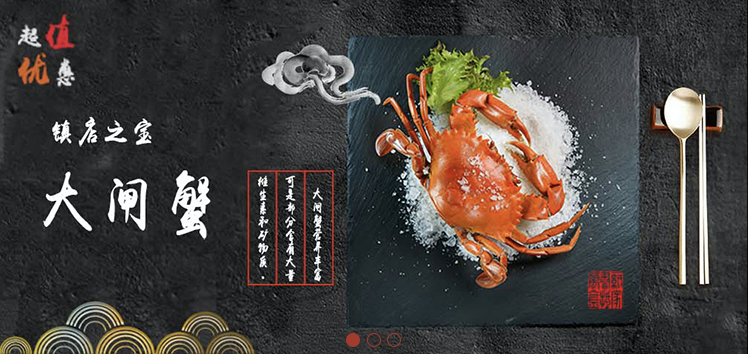 超值
优惠
镇店之宝
大闸蟹
大闸蟹营养丰富
可是部分含有大量
维生素和矿物质。